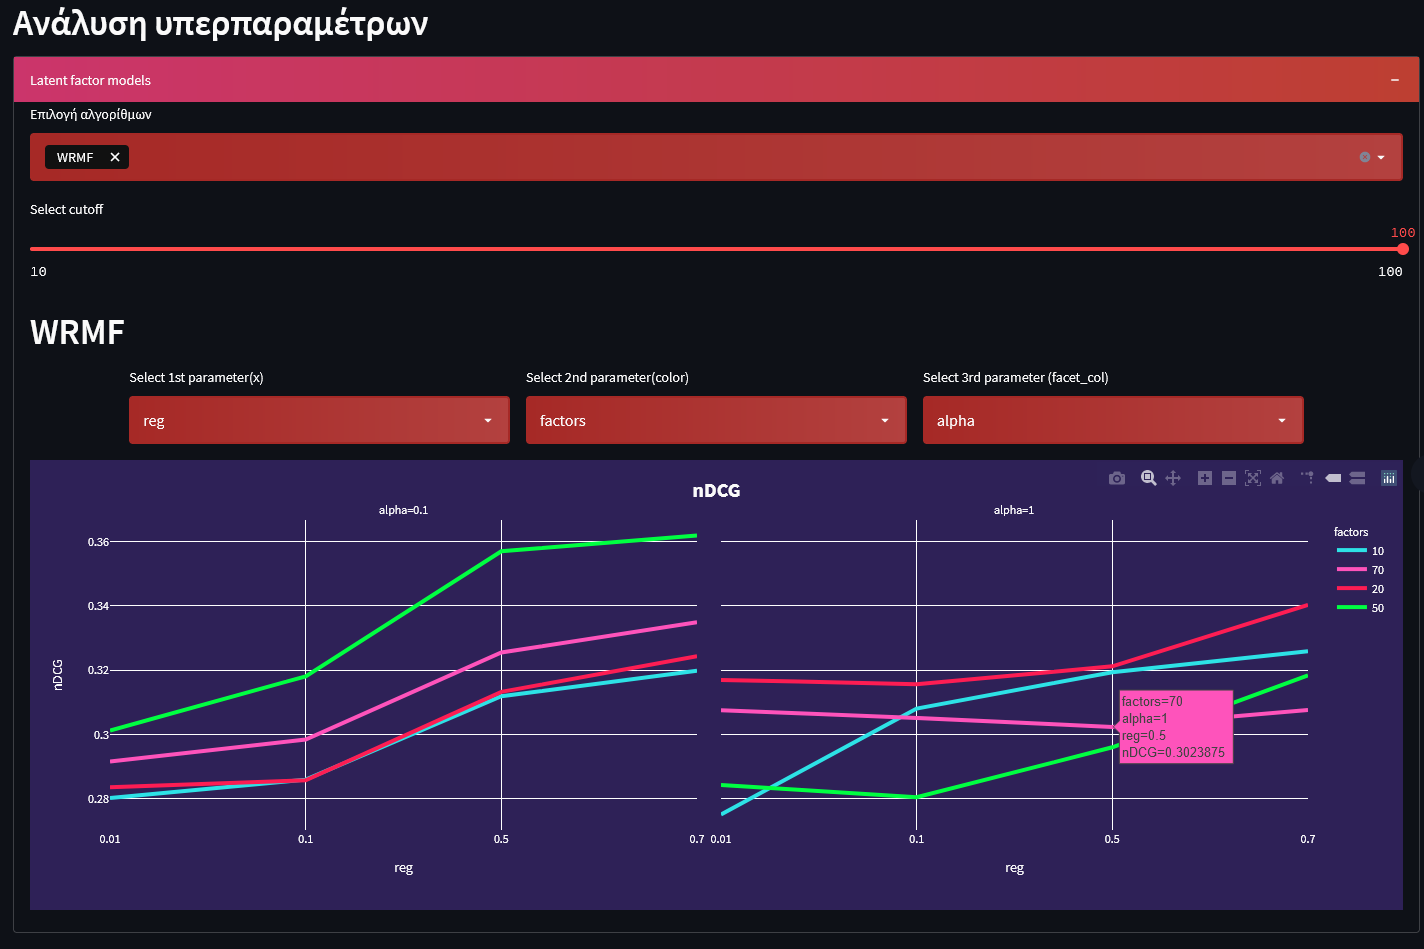 Ανάλυση υπερπαραμέτρων
Latent factor models
Επιλογή αλγορίθμων
WRMF
Select cutoff
100
10 100
WRMF
Select 1st parameter(x) Select 2nd parameter(color) Select 3rd parameter (facet_col)
reg factors alpha
nDCG
alpha=0.1 alpha=1
factors
10
70
20
50
nDCG
0.36
0.34
0.32
0.3
0.28
factors=70
alpha=1
reg=0.5
nDCG=0.3023875
0.01 0.1 0.5 0.7 0.01 0.1 0.5 0.7
reg reg